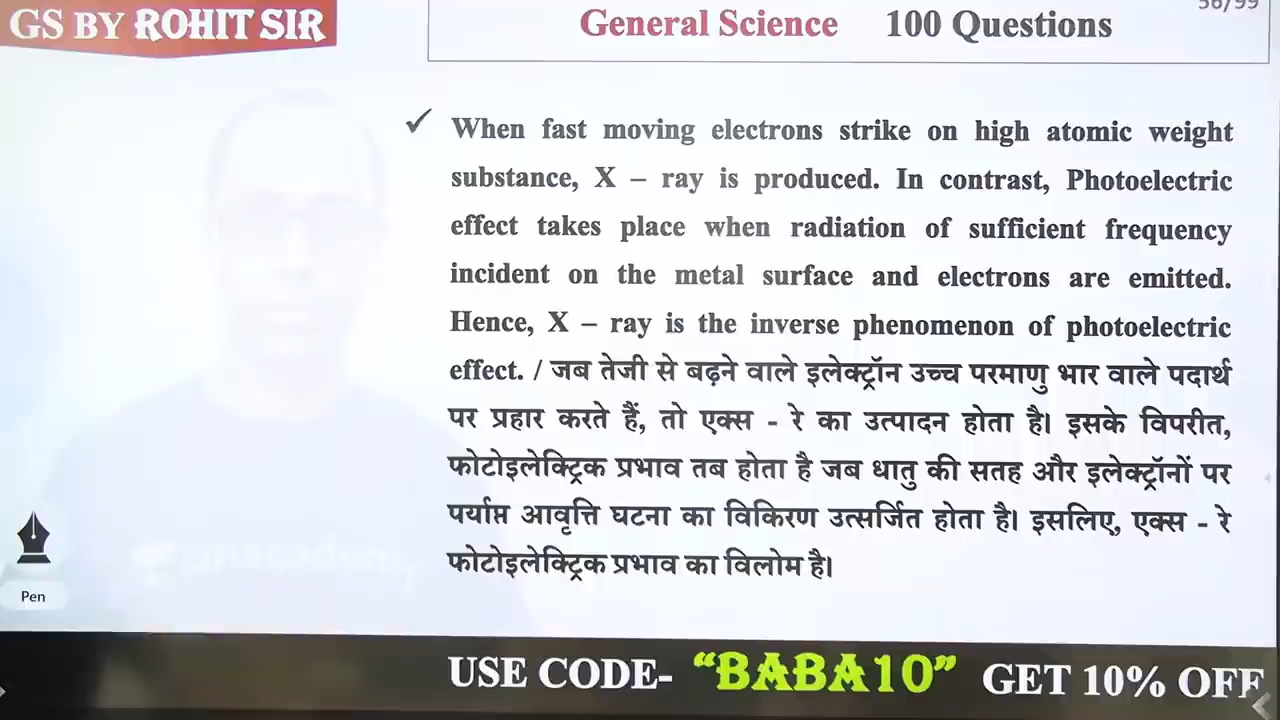 GS BY ROHIT SIR
General Science 100 Questions
56/99
✓ When fast moving electrons strike on high atomic weight
substance, X – ray is produced. In contrast, Photoelectric
effect takes place when radiation of sufficient frequency
incident on the metal surface and electrons are emitted.
Hence, X – ray is the inverse phenomenon of photoelectric
effect. / जब तेजी से बढ़ने वाले इलेक्ट्रॉन उच्च परमाणु भार वाले पदार्थ
पर प्रहार करते हैं, तो एक्स - रे का उत्पादन होता है। इसके विपरीत,
फोटोइलेक्ट्रिक प्रभाव तब होता है जब धातु की सतह और इलेक्ट्रॉनों पर
पर्याप्त आवृत्ति घटना का विकिरण उत्सर्जित होता है। इसलिए, एक्स - रे
फोटोइलेक्ट्रिक प्रभाव का विलोम है।
unacademy
Pen
USE CODE- “BABA10” GET 10% OFF